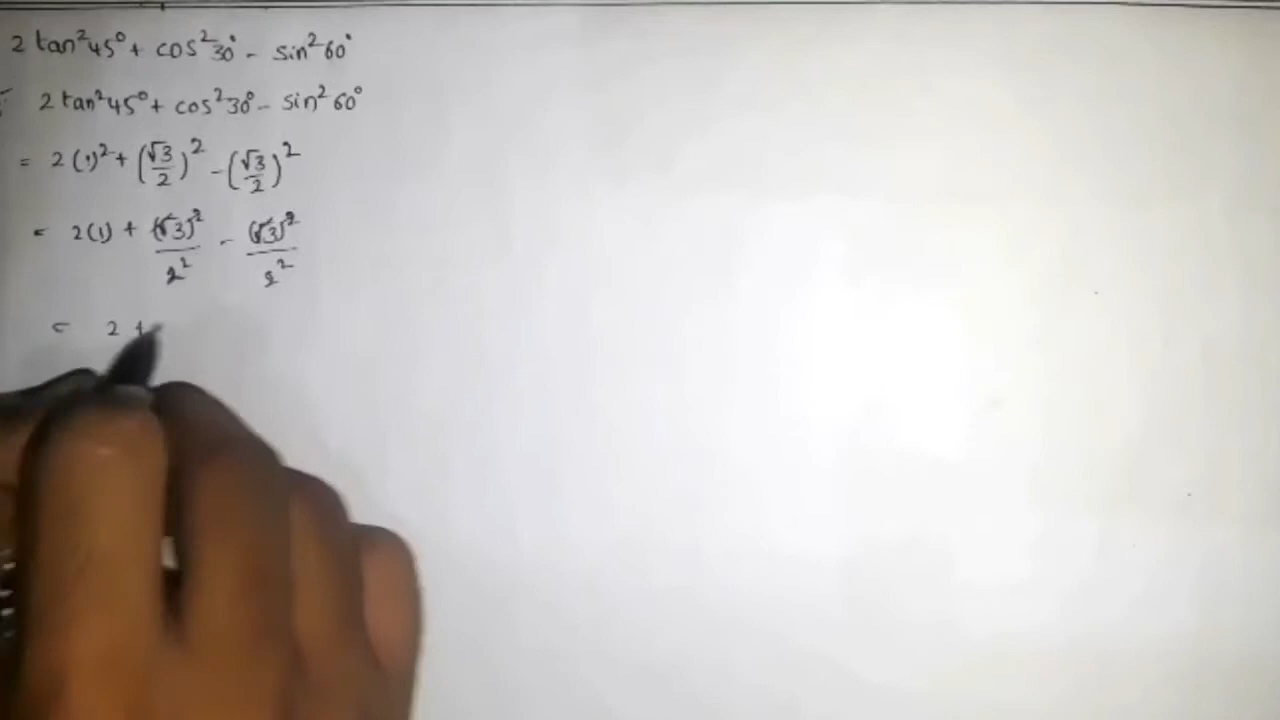 2 tan²45° + cos²30° - sin²60°
2 tan²45° + cos²30° - sin²60°
= 2 (1)² + (√3/2)² - (√3/2)²
= 2(1) + (√3)²/2² - (√3)²/2²
= 2 +